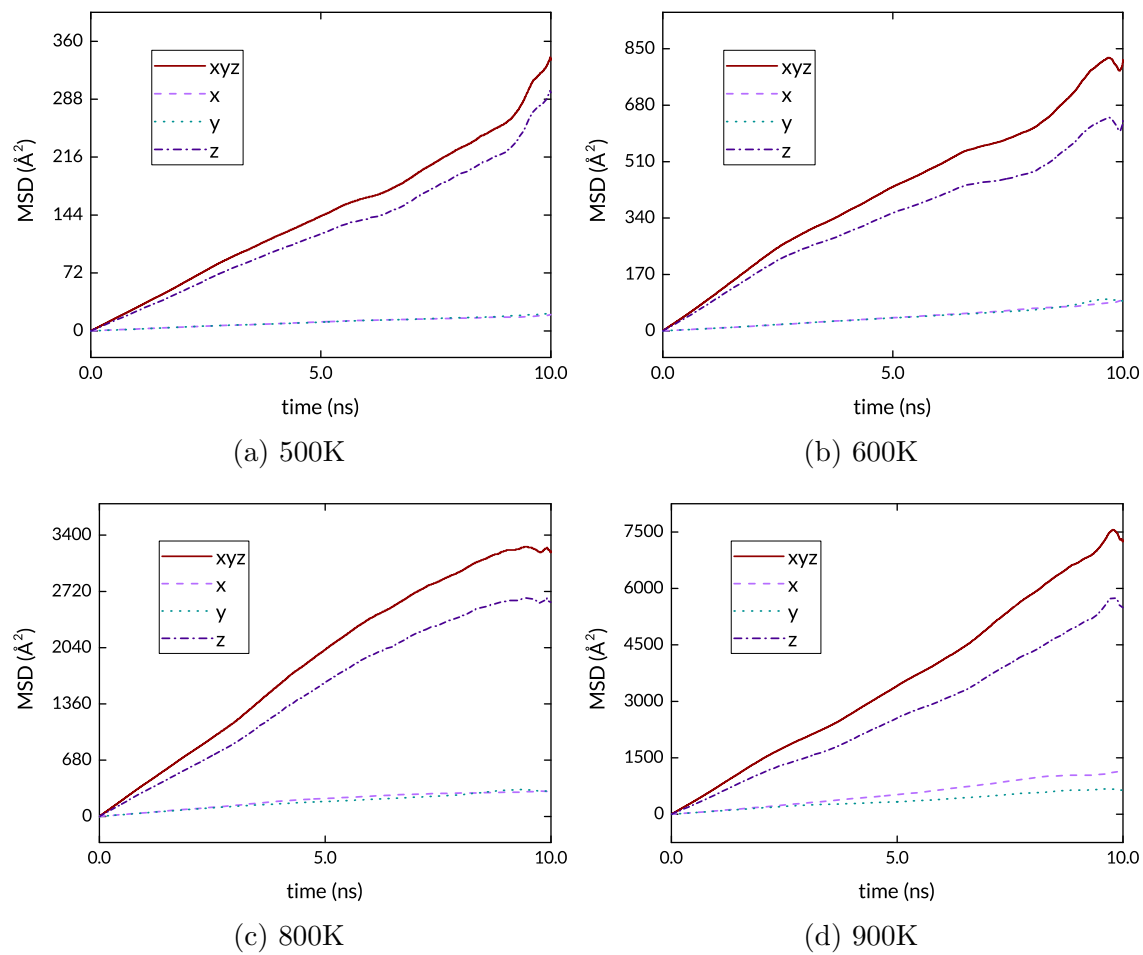 360
288
216
144
72
0
MSD (Å²)
xyz
x
y
z
0.0 5.0 10.0
time (ns)
(a) 500K
850
680
510
340
170
0
MSD (Å²)
xyz
x
y
z
0.0 5.0 10.0
time (ns)
(b) 600K
3400
2720
2040
1360
680
0
MSD (Å²)
xyz
x
y
z
0.0 5.0 10.0
time (ns)
(c) 800K
7500
6000
4500
3000
1500
0
MSD (Å²)
xyz
x
y
z
0.0 5.0 10.0
time (ns)
(d) 900K